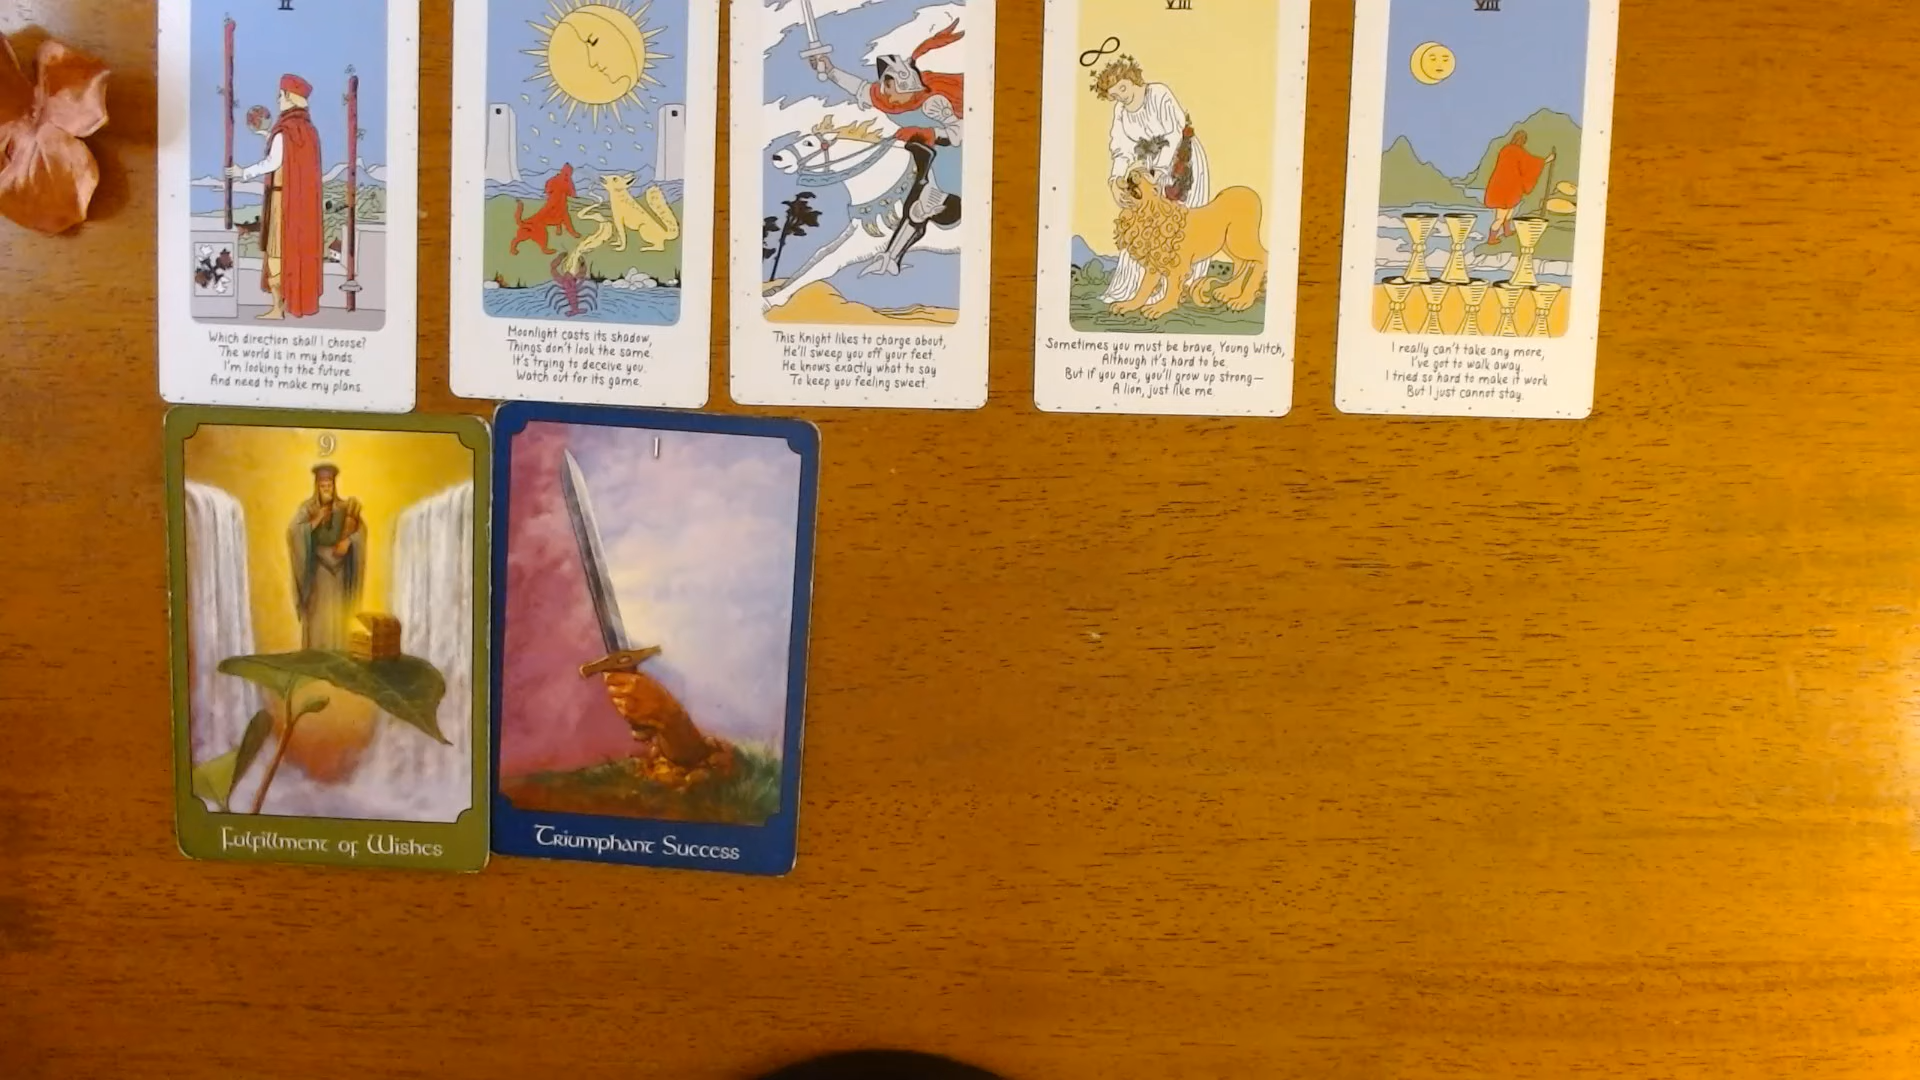 II
VIII
VIII
Which direction shall I choose?
The world is in my hands.
I'm looking to the future
And need to make my plans.
Moonlight casts its shadow,
Things don't look the same.
It's trying to deceive you.
Watch out for its game.
This Knight likes to charge about,
He'll sweep you off your feet.
He knows exactly what to say
To keep you feeling sweet.
Sometimes you must be brave, Young Witch,
Although it's hard to be.
But if you are, you'll grow up strong—
A lion, just like me.
I really can't take any more,
I've got to walk away.
I tried so hard to make it work
But I just cannot stay.
9
Fulfillment of Wishes
I
Triumphant Success